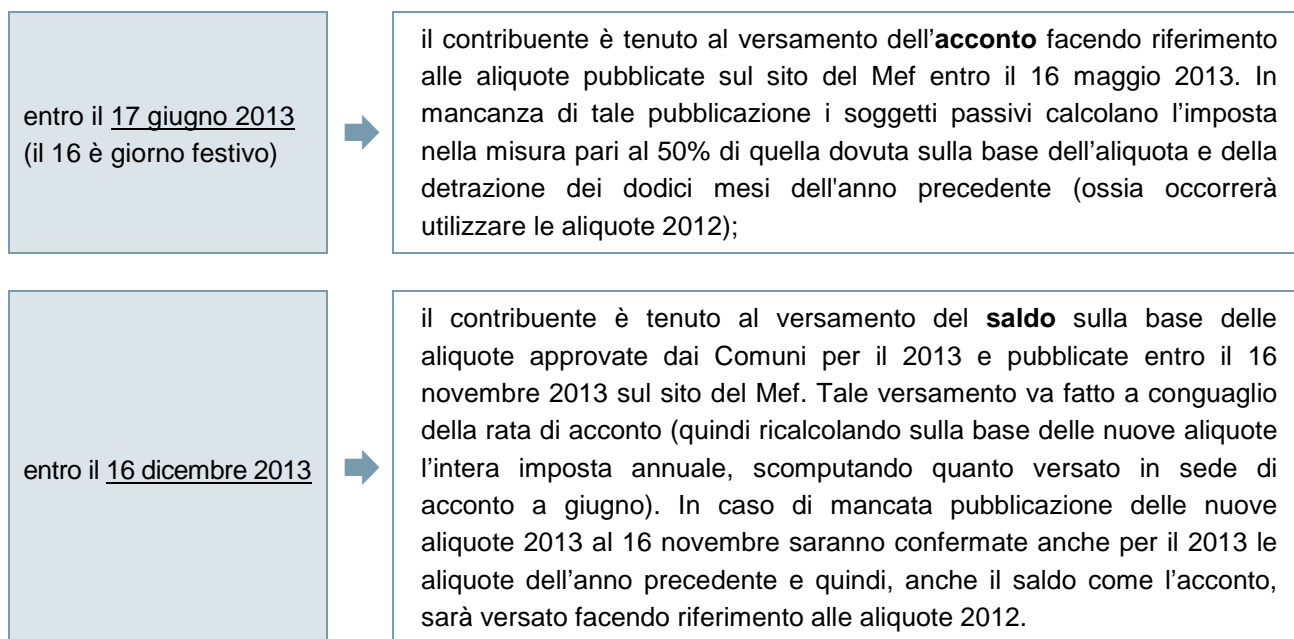 entro il 17 giugno 2013
(il 16 è giorno festivo)
il contribuente è tenuto al versamento dell’acconto facendo riferimento
alle aliquote pubblicate sul sito del Mef entro il 16 maggio 2013. In
mancanza di tale pubblicazione i soggetti passivi calcolano l’imposta
nella misura pari al 50% di quella dovuta sulla base dell’aliquota e della
detrazione dei dodici mesi dell'anno precedente (ossia occorrerà
utilizzare le aliquote 2012);
entro il 16 dicembre 2013
il contribuente è tenuto al versamento del saldo sulla base delle
aliquote approvate dai Comuni per il 2013 e pubblicate entro il 16
novembre 2013 sul sito del Mef. Tale versamento va fatto a conguaglio
della rata di acconto (quindi ricalcolando sulla base delle nuove aliquote
l’intera imposta annuale, scomputando quanto versato in sede di
acconto a giugno). In caso di mancata pubblicazione delle nuove
aliquote 2013 al 16 novembre saranno confermate anche per il 2013 le
aliquote dell’anno precedente e quindi, anche il saldo come l’acconto,
sarà versato facendo riferimento alle aliquote 2012.